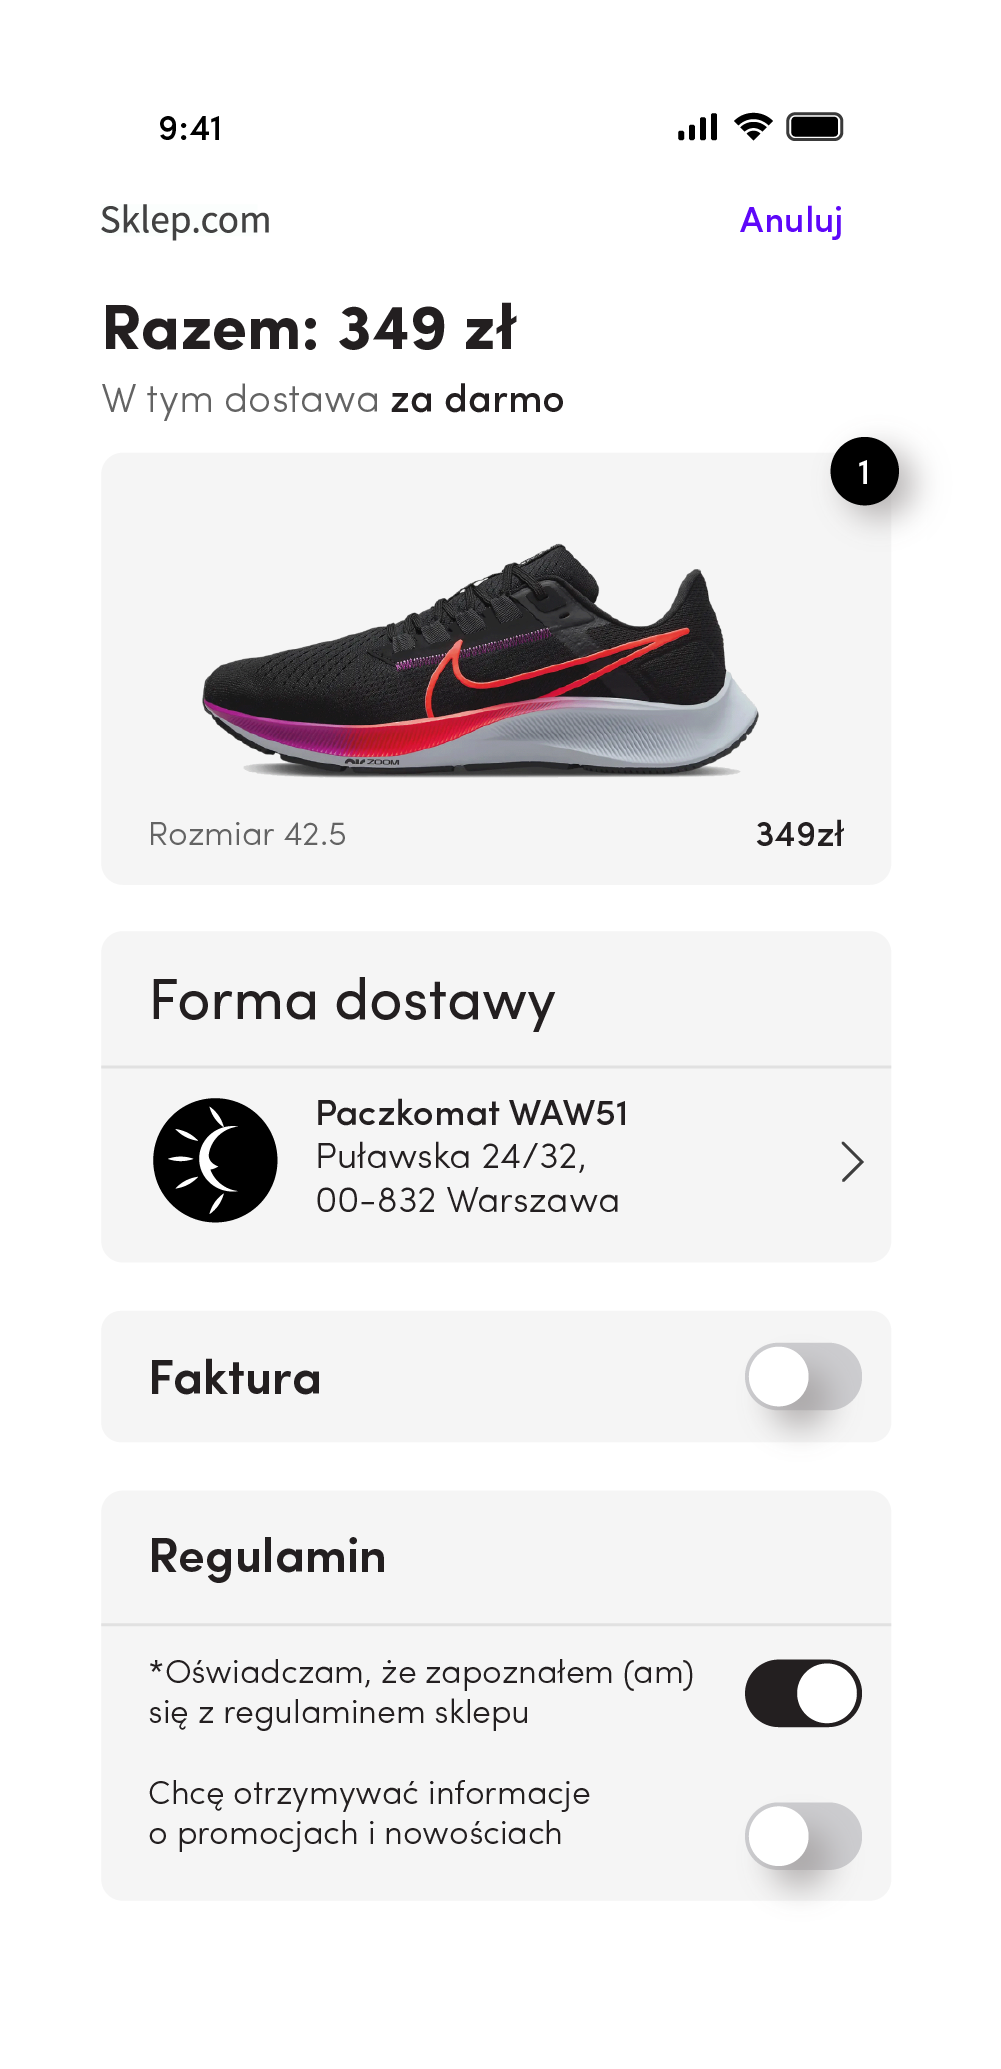 9:41
Sklep.com
Anuluj
Razem: 349 zł
W tym dostawa za darmo
1
ZOOM
Rozmiar 42.5
349zł
Forma dostawy
Paczkomat WAW51
Puławska 24/32,
00-832 Warszawa
Faktura
Regulamin
*Oświadczam, że zapoznałem (am)
się z regulaminem sklepu
Chcę otrzymywać informacje
o promocjach i nowościach